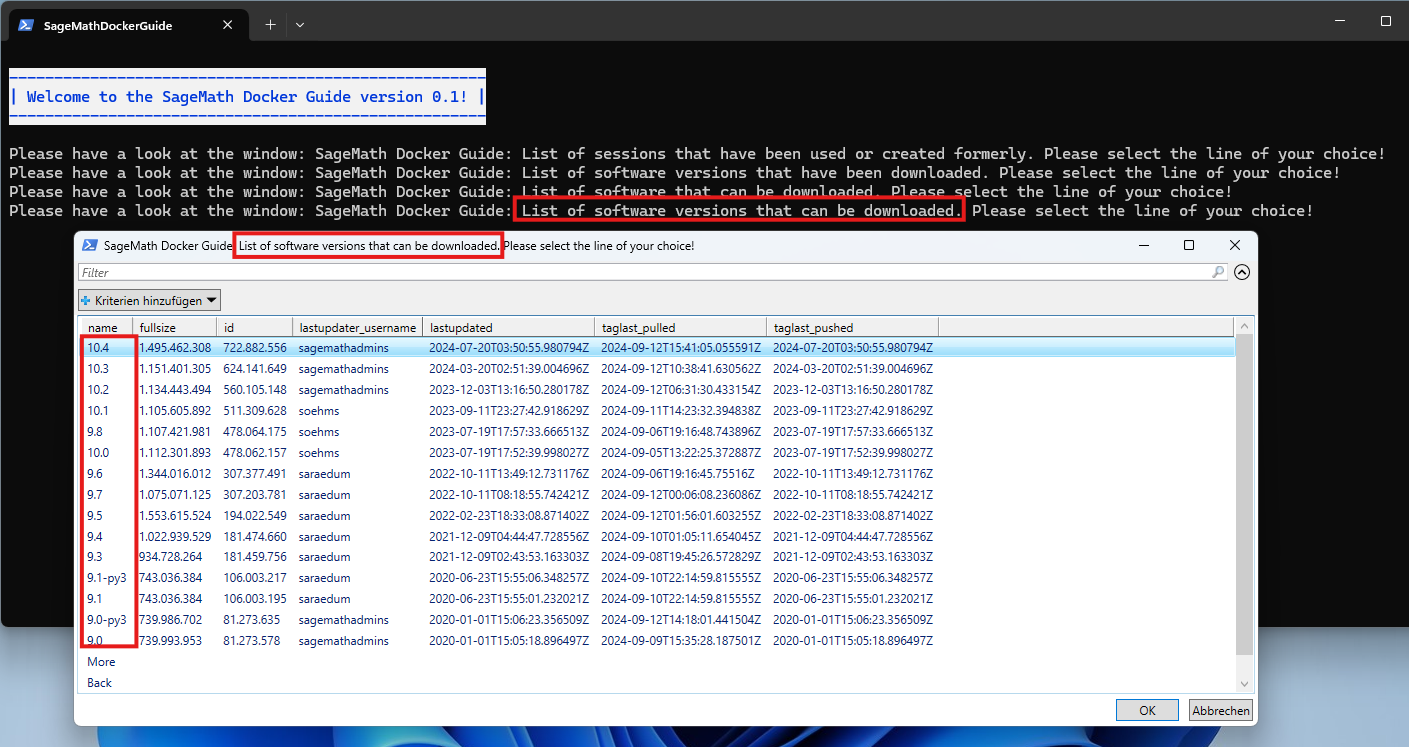 SageMathDockerGuide
| Welcome to the SageMath Docker Guide version 0.1! |
Please have a look at the window: SageMath Docker Guide: List of sessions that have been used or created formerly. Please select the line of your choice!
Please have a look at the window: SageMath Docker Guide: List of software versions that have been downloaded. Please select the line of your choice!
Please have a look at the window: SageMath Docker Guide: List of software that can be downloaded. Please select the line of your choice!
Please have a look at the window: SageMath Docker Guide: List of software versions that can be downloaded. Please select the line of your choice!
SageMath Docker Guide: List of software versions that can be downloaded. Please select the line of your choice!
Filter
Kriterien hinzufügen
name fullsize id lastupdater_username lastupdated taglast_pulled taglast_pushed
10.4 1.495.462.308 722.882.556 sagemathadmins 2024-07-20T03:50:55.980794Z 2024-09-12T15:41:05.055591Z 2024-07-20T03:50:55.980794Z
10.3 1.151.401.305 624.141.649 sagemathadmins 2024-03-20T02:51:39.004696Z 2024-09-12T10:38:41.630562Z 2024-03-20T02:51:39.004696Z
10.2 1.134.443.494 560.105.148 sagemathadmins 2023-12-03T13:16:50.280178Z 2024-09-12T06:31:30.433154Z 2023-12-03T13:16:50.280178Z
10.1 1.105.605.892 511.309.628 soehms 2023-09-11T23:27:42.918629Z 2024-09-11T14:23:32.394838Z 2023-09-11T23:27:42.918629Z
9.8 1.107.421.981 478.064.175 soehms 2023-07-19T17:57:33.666513Z 2024-09-06T19:16:48.743896Z 2023-07-19T17:57:33.666513Z
10.0 1.112.301.893 478.062.157 soehms 2023-07-19T17:52:39.998027Z 2024-09-05T13:22:25.372887Z 2023-07-19T17:52:39.998027Z
9.6 1.344.016.012 307.377.491 saraedum 2022-10-11T13:49:12.731176Z 2024-09-06T19:16:45.75516Z 2022-10-11T13:49:12.731176Z
9.7 1.075.071.125 307.203.781 saraedum 2022-10-11T08:18:55.742421Z 2024-09-12T00:06:08.236086Z 2022-10-11T08:18:55.742421Z
9.5 1.553.615.524 194.022.549 saraedum 2022-02-23T18:33:08.871402Z 2024-09-12T01:56:01.603255Z 2022-02-23T18:33:08.871402Z
9.4 1.022.939.529 181.474.660 saraedum 2021-12-09T04:44:47.728556Z 2024-09-10T01:05:11.654045Z 2021-12-09T04:44:47.728556Z
9.3 934.728.264 181.459.756 saraedum 2021-12-09T02:43:53.163303Z 2024-09-08T19:45:26.572829Z 2021-12-09T02:43:53.163303Z
9.1-py3 743.036.384 106.003.217 saraedum 2020-06-23T15:55:06.348257Z 2024-09-10T22:14:59.815555Z 2020-06-23T15:55:06.348257Z
9.1 743.036.384 106.003.195 saraedum 2020-06-23T15:55:01.232021Z 2024-09-10T22:14:59.815555Z 2020-06-23T15:55:01.232021Z
9.0-py3 739.986.702 81.273.635 sagemathadmins 2020-01-01T15:06:23.356509Z 2024-09-12T14:18:01.441504Z 2020-01-01T15:06:23.356509Z
9.0 739.993.953 81.273.578 sagemathadmins 2020-01-01T15:05:18.896497Z 2024-09-09T15:35:28.187501Z 2020-01-01T15:05:18.896497Z
More
Back
OK Abbrechen